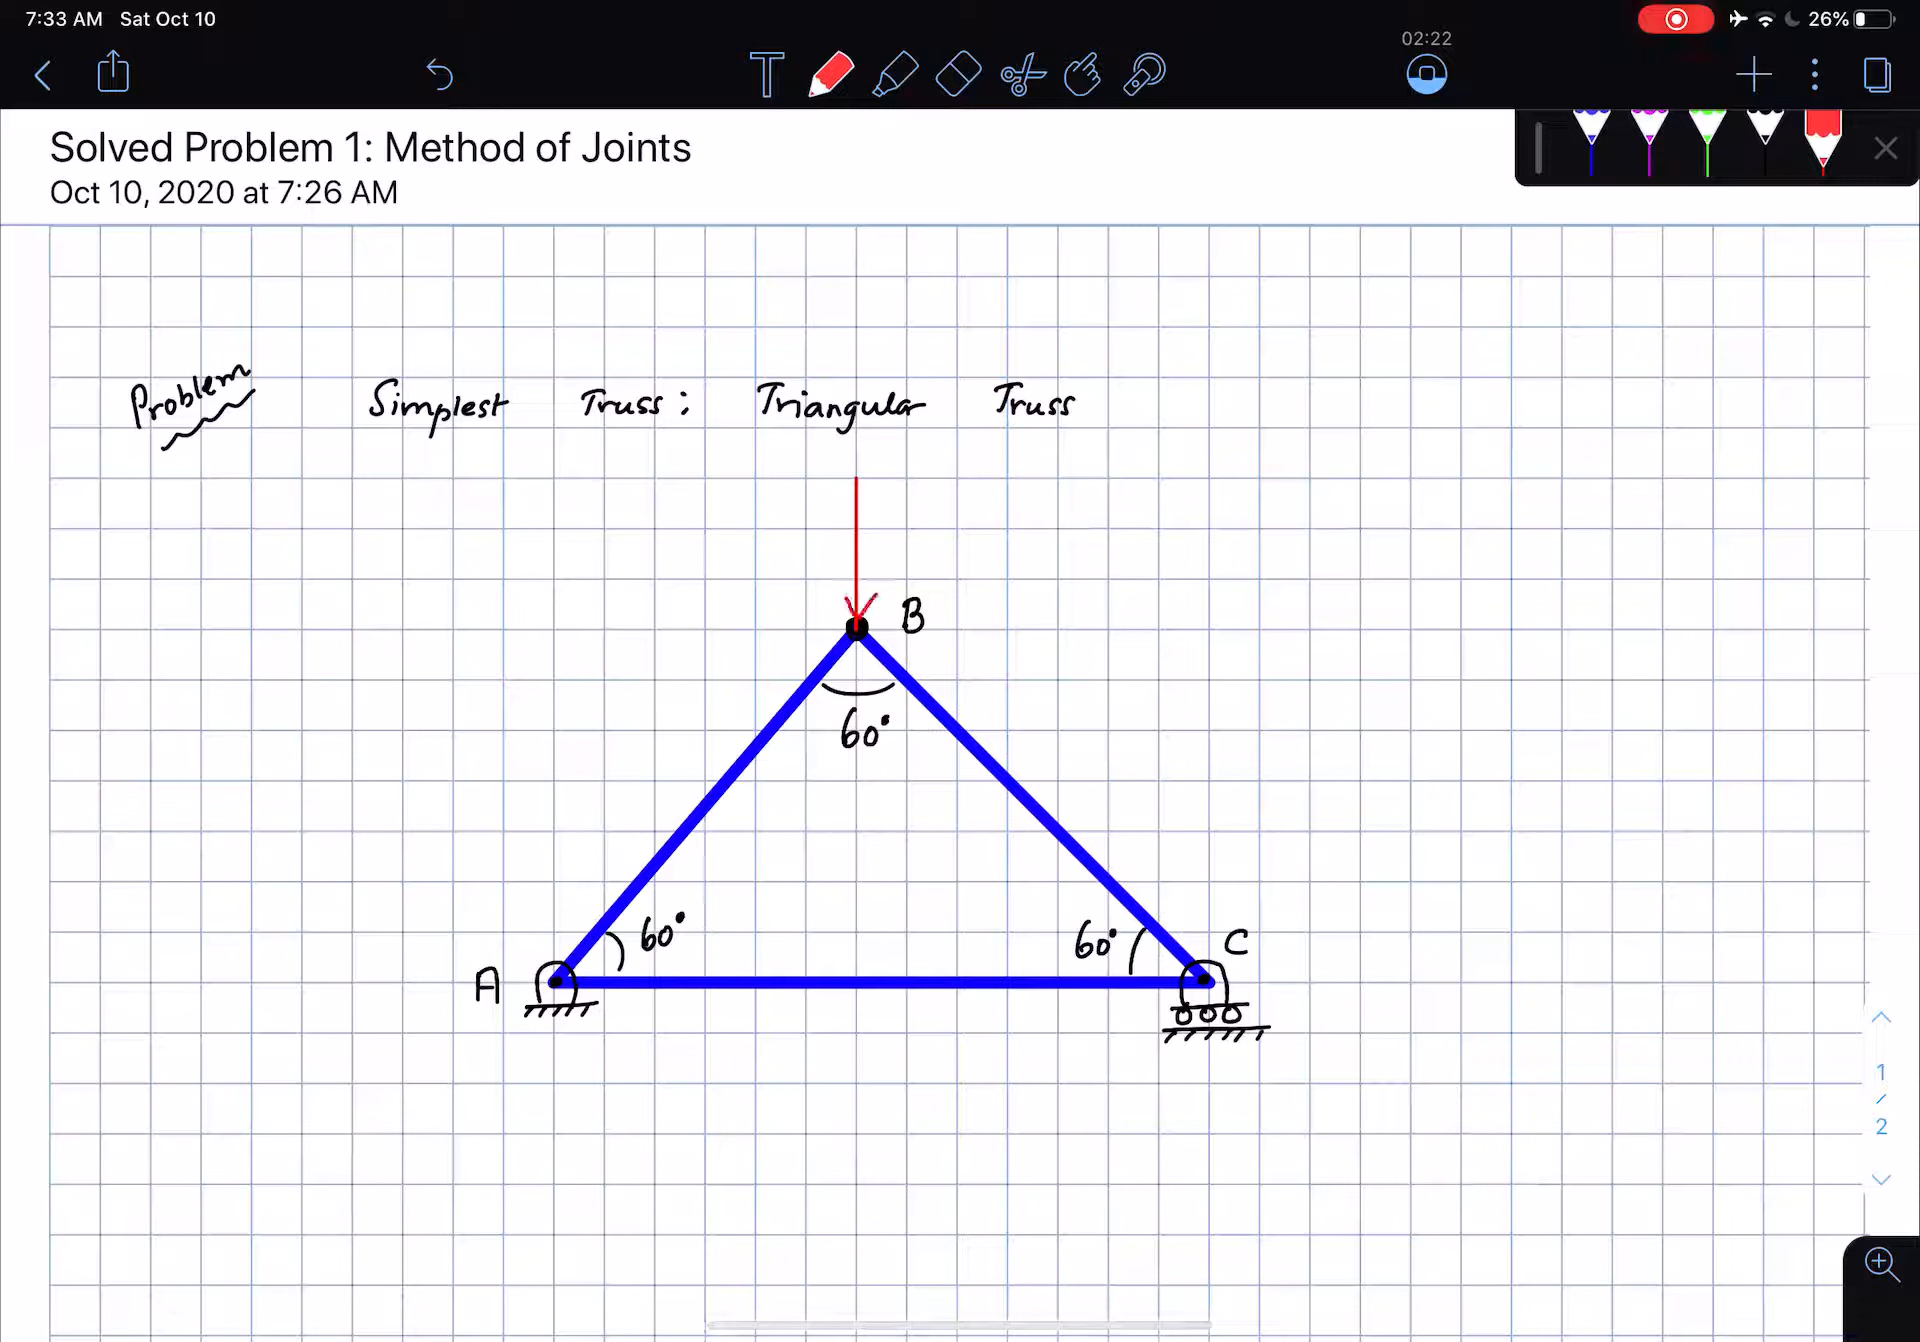 7:33 AM Sat Oct 10
26%
02:22
Solved Problem 1: Method of Joints
Oct 10, 2020 at 7:26 AM
Problem Simplest Truss: Triangular Truss
B
60°
60°
60°
C
A
1
/
2